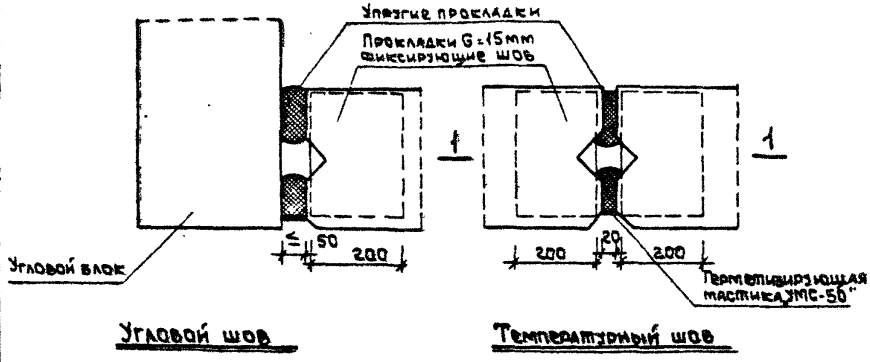 Упругие прокладки
Прокладки G=15мм
фиксирующие шов
1
1
≤ 50
200
200
20
200
Угловой блок
Герметизирующая
мастика „УМС-50"
Угловой шов
Температурный шов